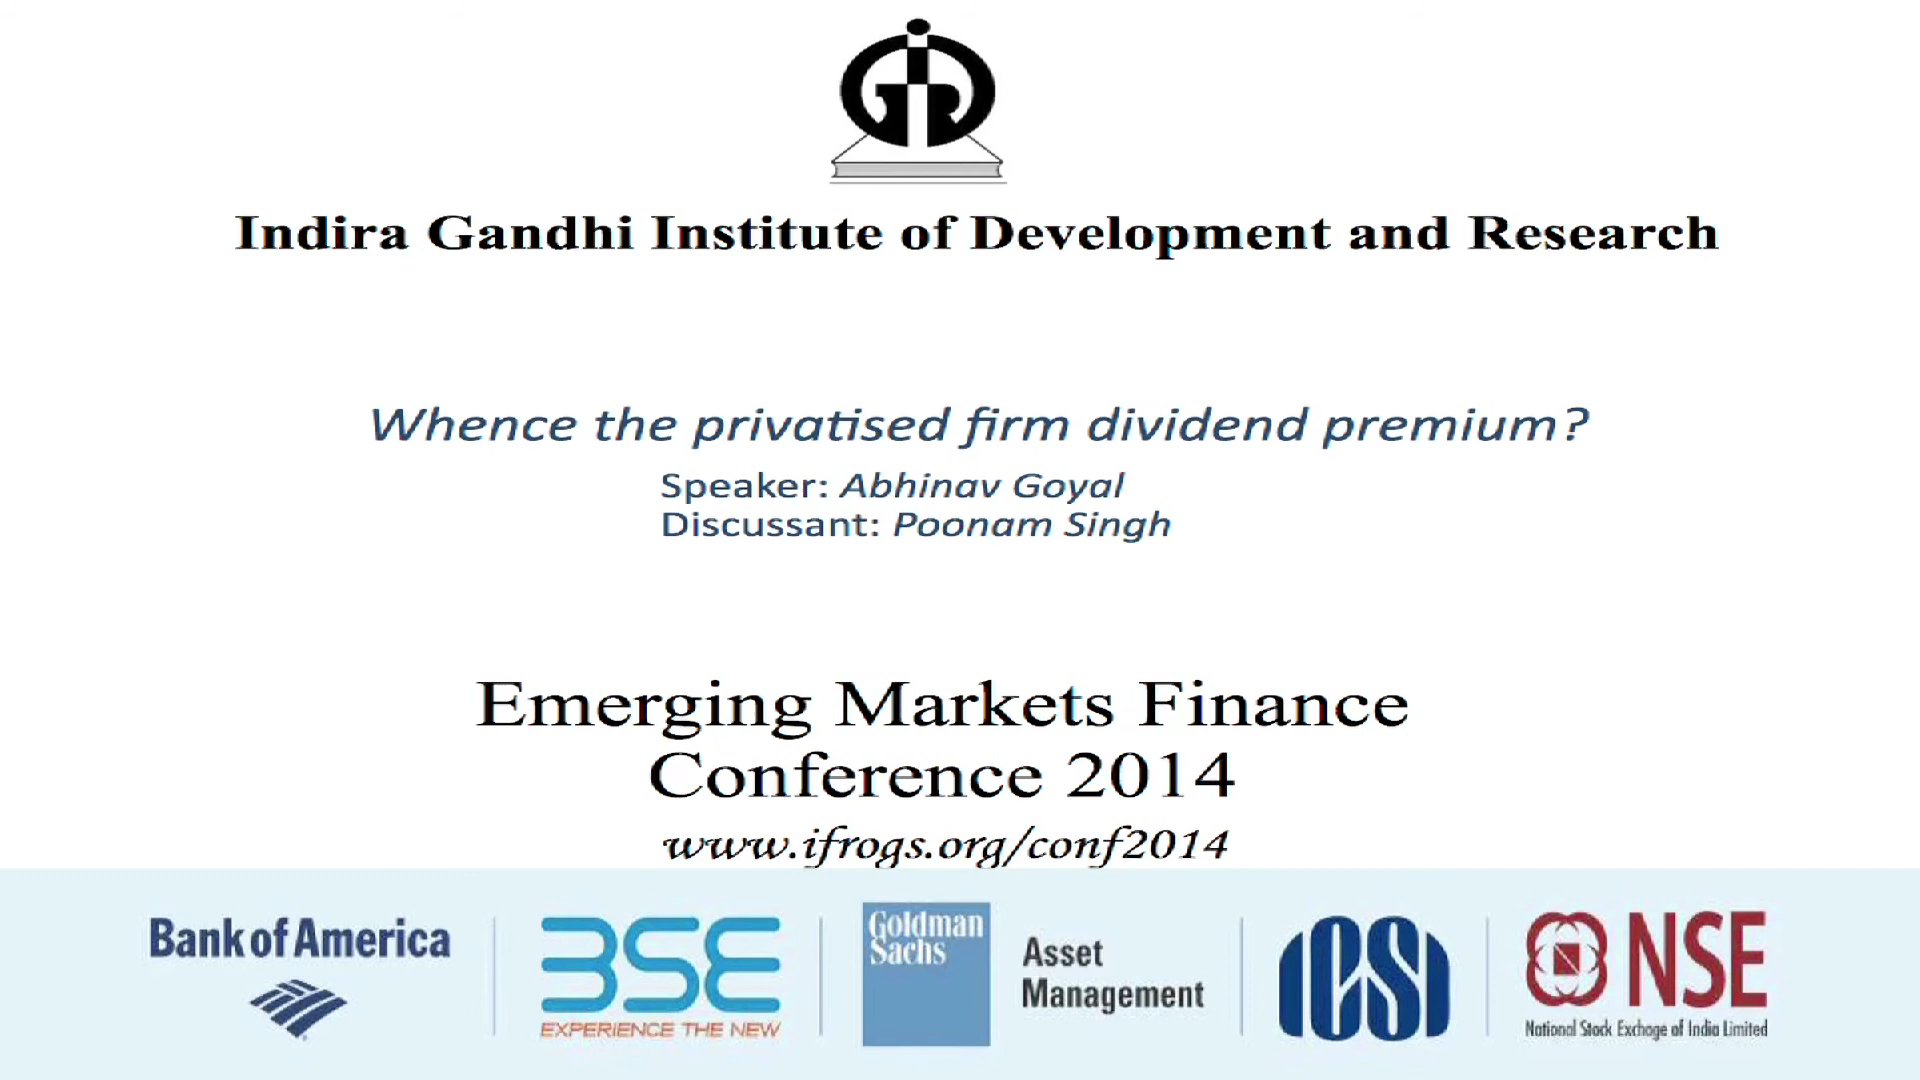 Indira Gandhi Institute of Development and Research
Whence the privatised firm dividend premium?
Speaker: Abhinav Goyal
Discussant: Poonam Singh
Emerging Markets Finance
Conference 2014
www.ifrogs.org/conf2014
Bank of America
BSE
EXPERIENCE THE NEW
Goldman
Sachs
Asset
Management
ICSI
NSE
National Stock Exchoge of India Limited